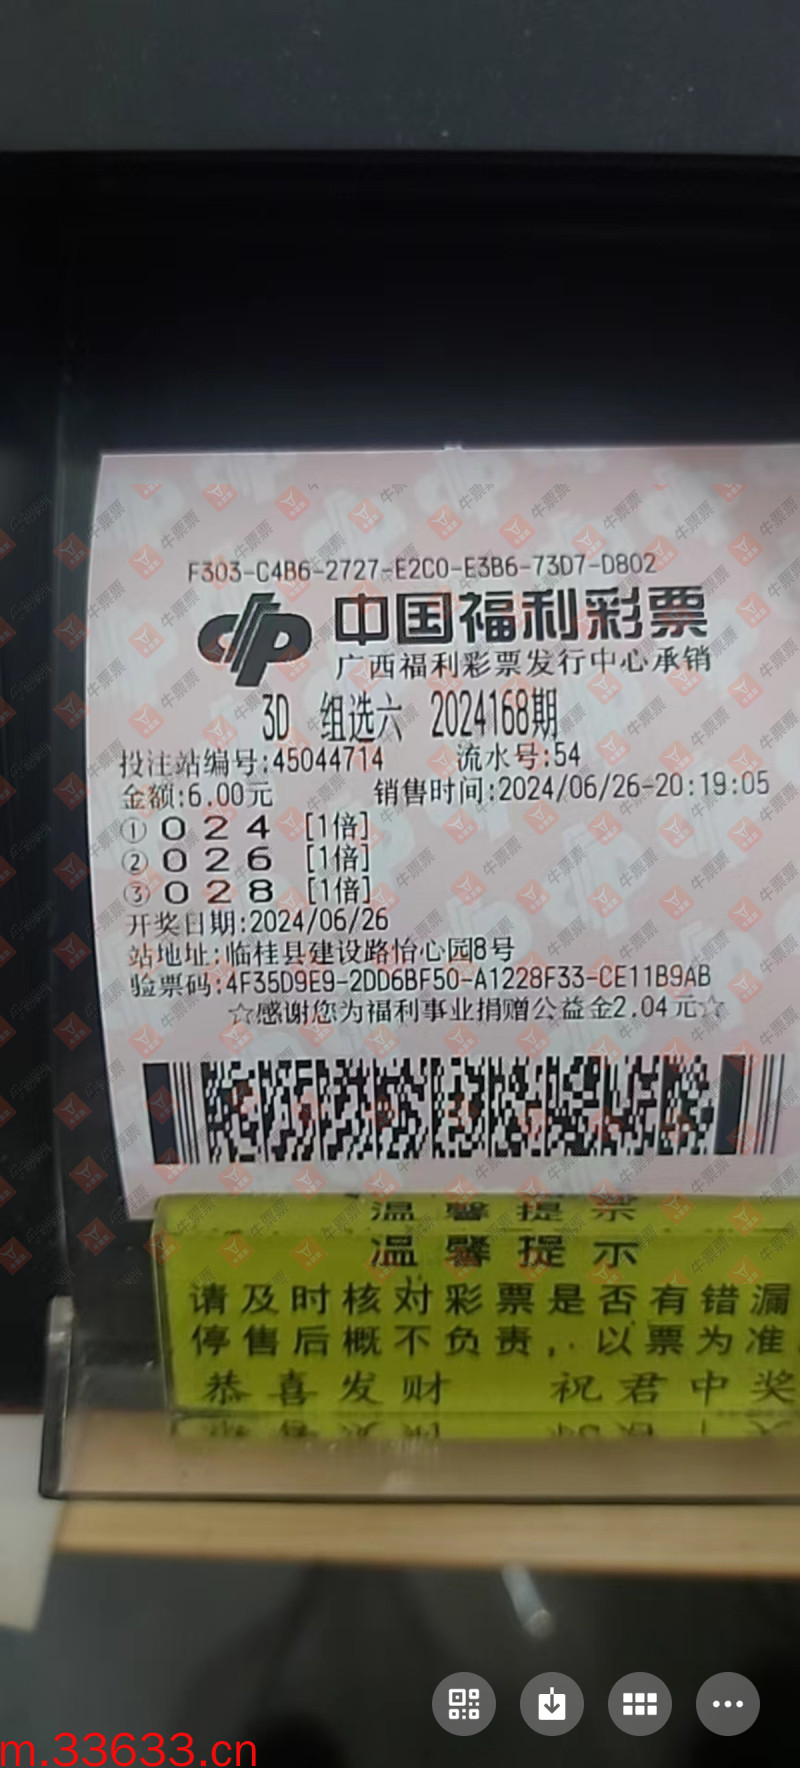 F303-C4B6-2727-E2C0-E3B6-73D7-D802
中国福利彩票
广西福利彩票发行中心承销
3D 组选六 2024168期
投注站编号:45044714 流水号:54
金额:6.00元 销售时间:2024/06/26-20:19:05
① 0 2 4 [1倍]
② 0 2 6 [1倍]
③ 0 2 8 [1倍]
开奖日期:2024/06/26
站地址:临桂县建设路怡心园8号
验票码:4F35D9E9-2DD6BF50-A1228F33-CE11B9AB
☆感谢您为福利事业捐赠公益金2.04元☆
温馨提示
请及时核对彩票是否有错漏
停售后概不负责,以票为准
恭喜发财 祝君中奖
牛票票
m.33633.cn